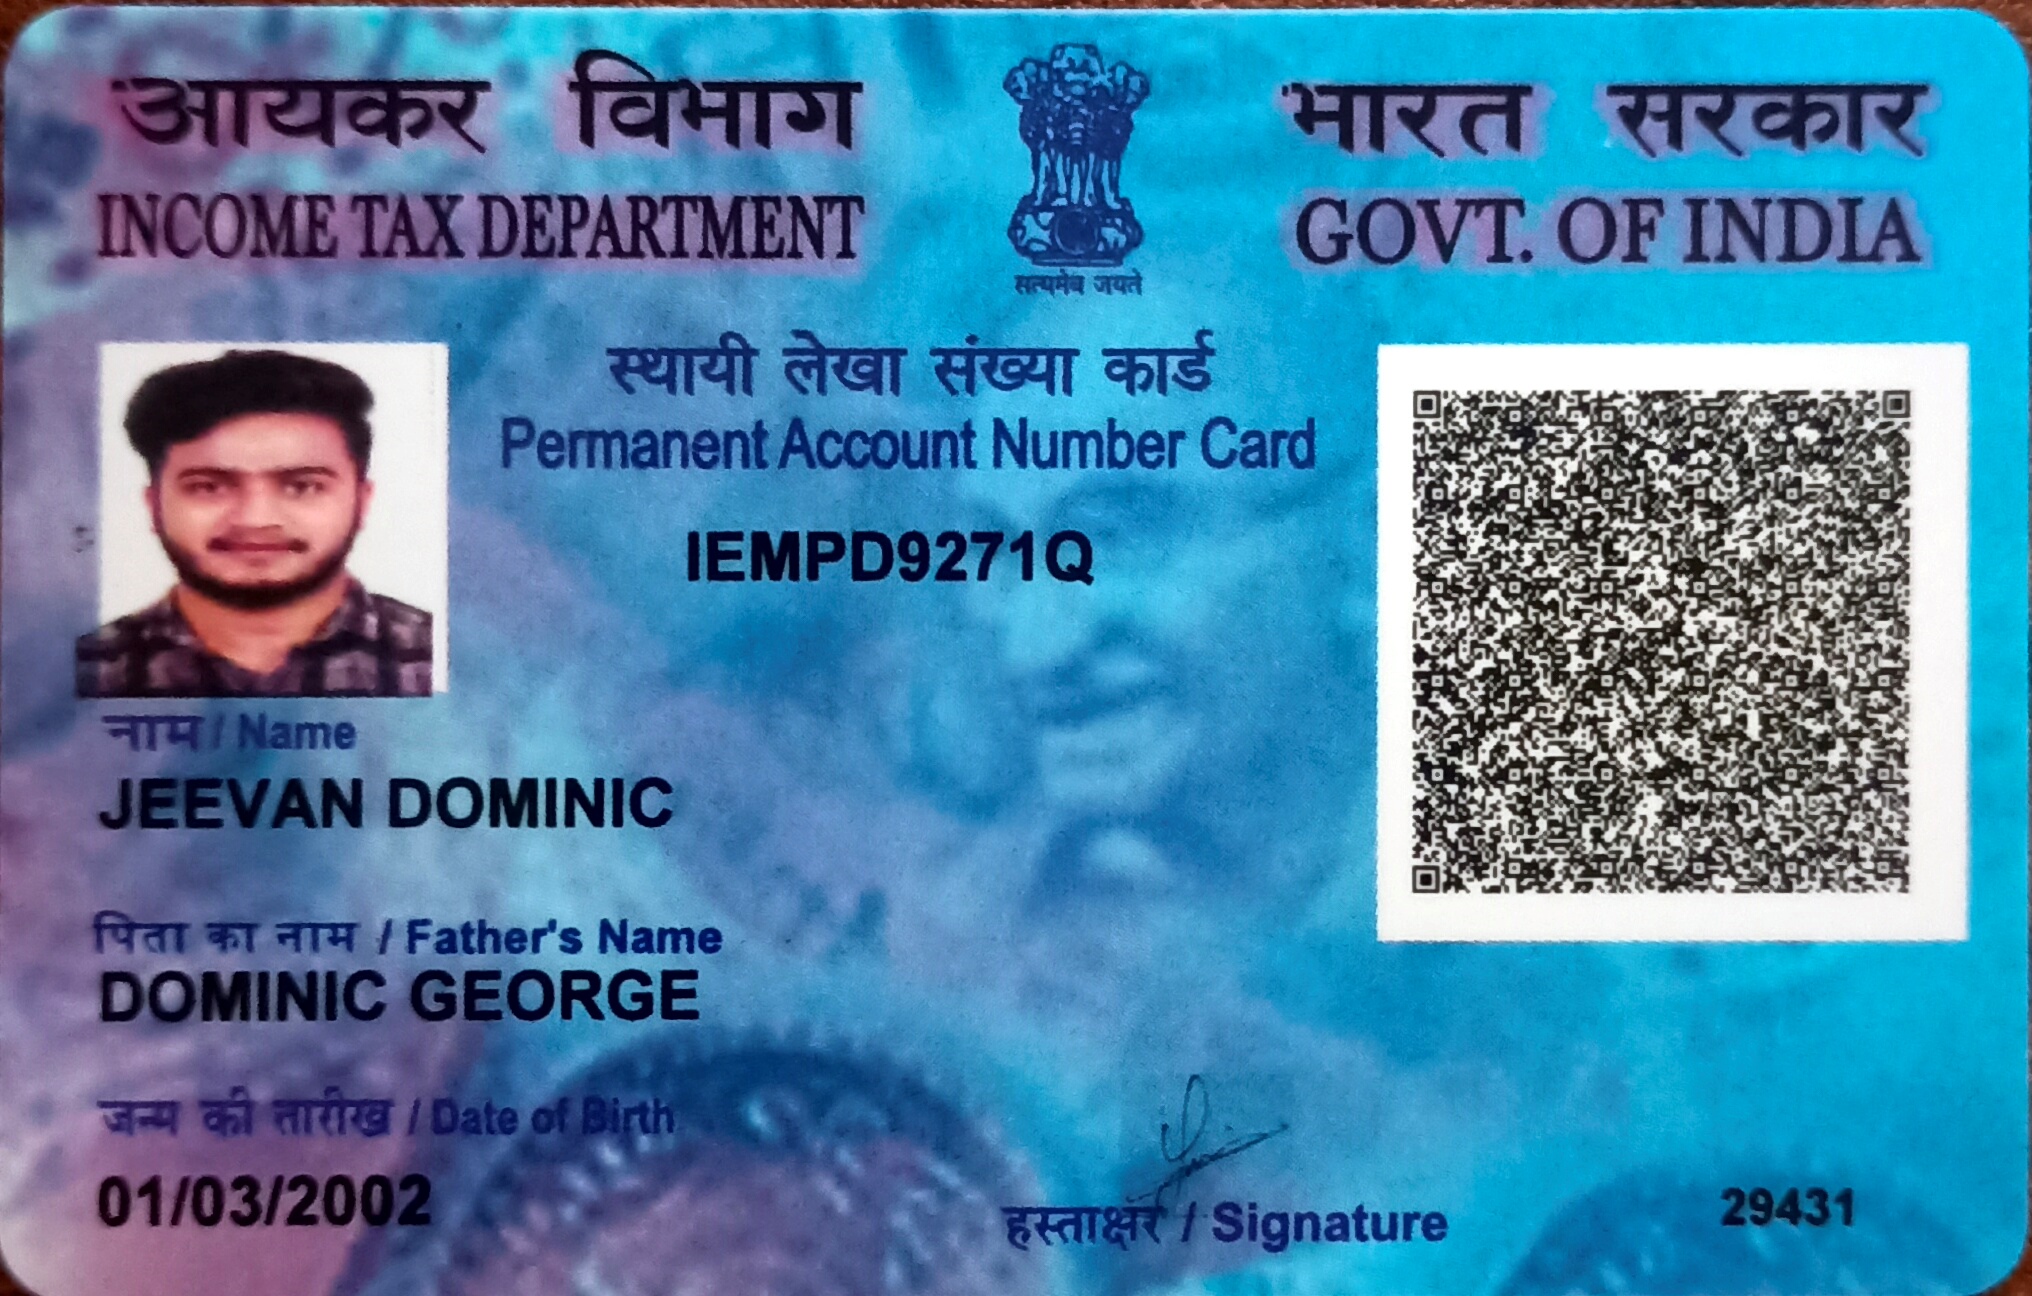 आयकर विभाग
INCOME TAX DEPARTMENT
सत्यमेव जयते
भारत सरकार
GOVT. OF INDIA
स्थायी लेखा संख्या कार्ड
Permanent Account Number Card
IEMPD9271Q
नाम / Name
JEEVAN DOMINIC
पिता का नाम / Father's Name
DOMINIC GEORGE
जन्म की तारीख / Date of Birth
01/03/2002
हस्ताक्षर / Signature
29431